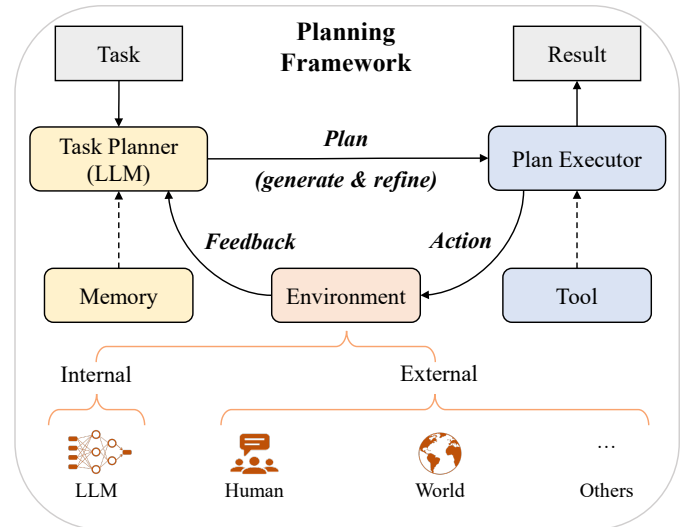 Planning
Framework
Task
Result
Task Planner
(LLM)
Plan
(generate & refine)
Plan Executor
Feedback
Action
Memory
Environment
Tool
Internal
External
LLM
Human
World
...
Others